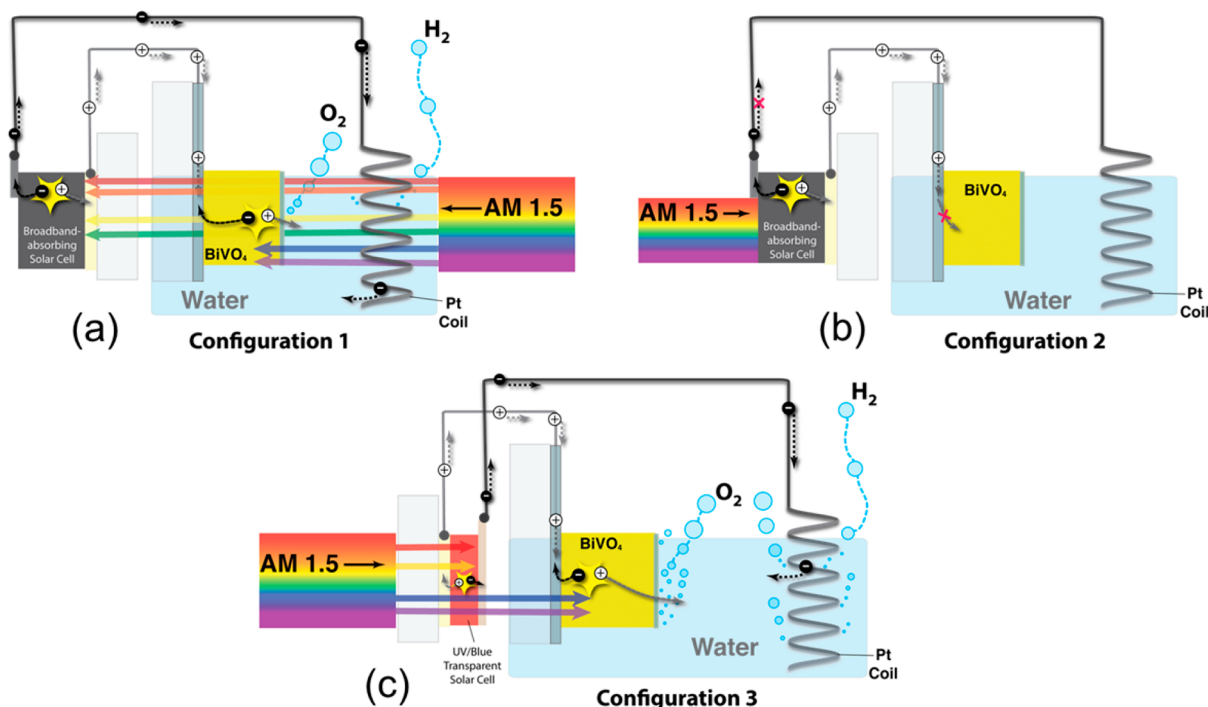 H2
O2
AM 1.5
Broadband-
absorbing
Solar Cell
BiVO4
Water
Pt
Coil
(a)
Configuration 1
AM 1.5
Broadband-
absorbing
Solar Cell
BiVO4
Water
Pt
Coil
(b)
Configuration 2
H2
O2
AM 1.5
BiVO4
Water
UV/Blue
Transparent
Solar Cell
Pt
Coil
(c)
Configuration 3